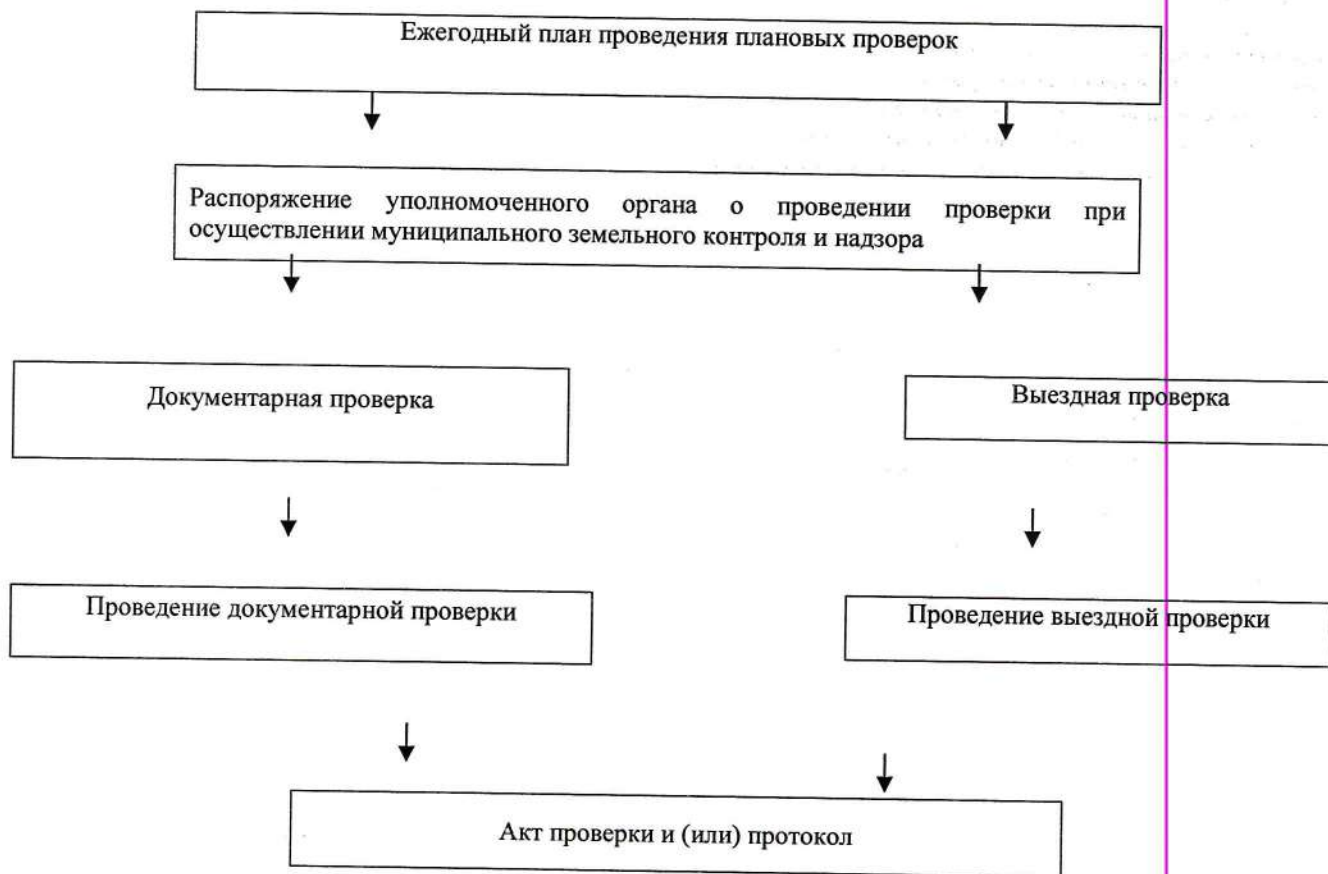 Ежегодный план проведения плановых проверок
Распоряжение уполномоченного органа о проведении проверки при
осуществлении муниципального земельного контроля и надзора
Документарная проверка
Выездная проверка
Проведение документарной проверки
Проведение выездной проверки
Акт проверки и (или) протокол